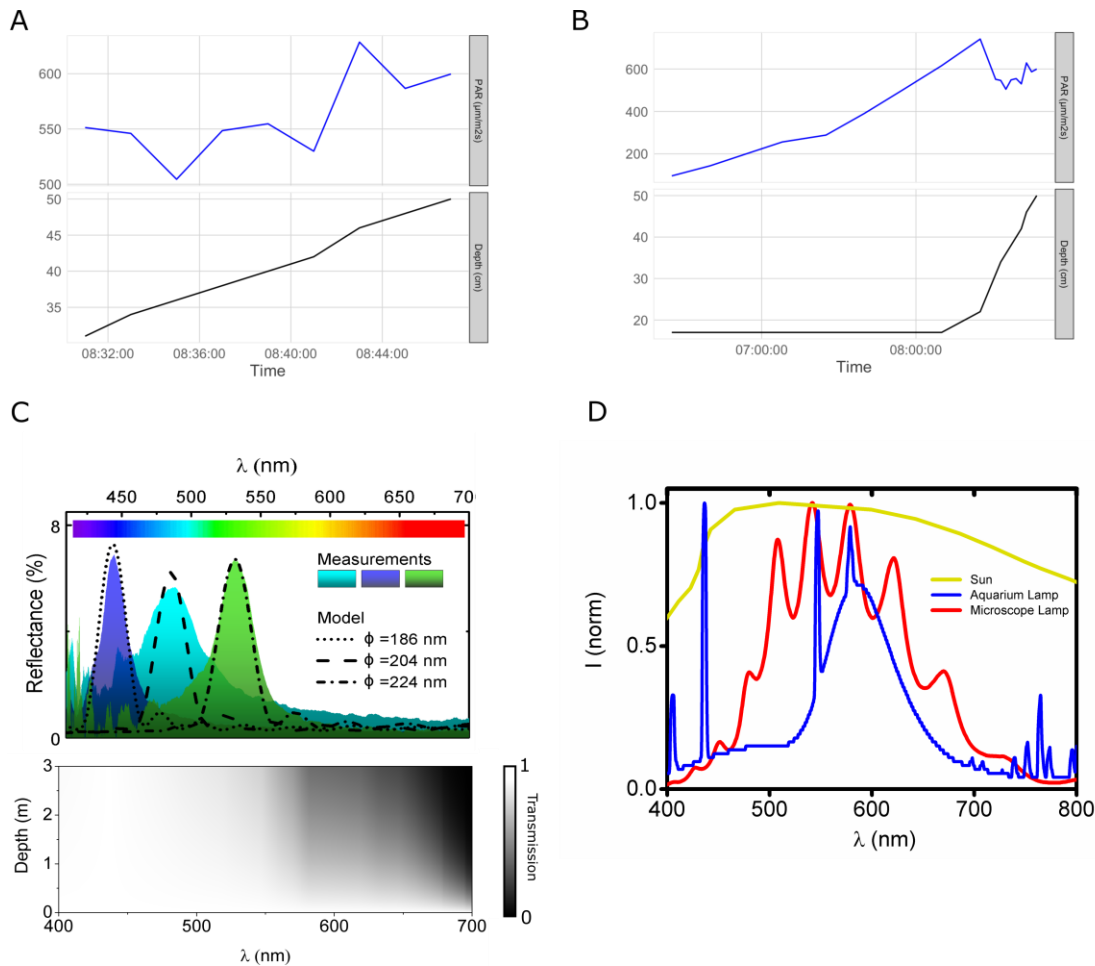 A
600
550
500
PAR (µm/m2s)
50
45
40
35
Depth (cm)
08:32:00 08:36:00 08:40:00 08:44:00
Time
B
600
400
200
PAR (µm/m2s)
50
40
30
20
Depth (cm)
07:00:00 08:00:00
Time
C
λ (nm)
450 500 550 600 650 700
8
0
Reflectance (%)
Measurements
Model
ϕ =186 nm
ϕ =204 nm
ϕ =224 nm
3
2
1
0
Depth (m)
400 500 600 700
λ (nm)
1
0
Transmission
D
1.0
0.5
0.0
I (norm)
Sun
Aquarium Lamp
Microscope Lamp
400 500 600 700 800
λ (nm)